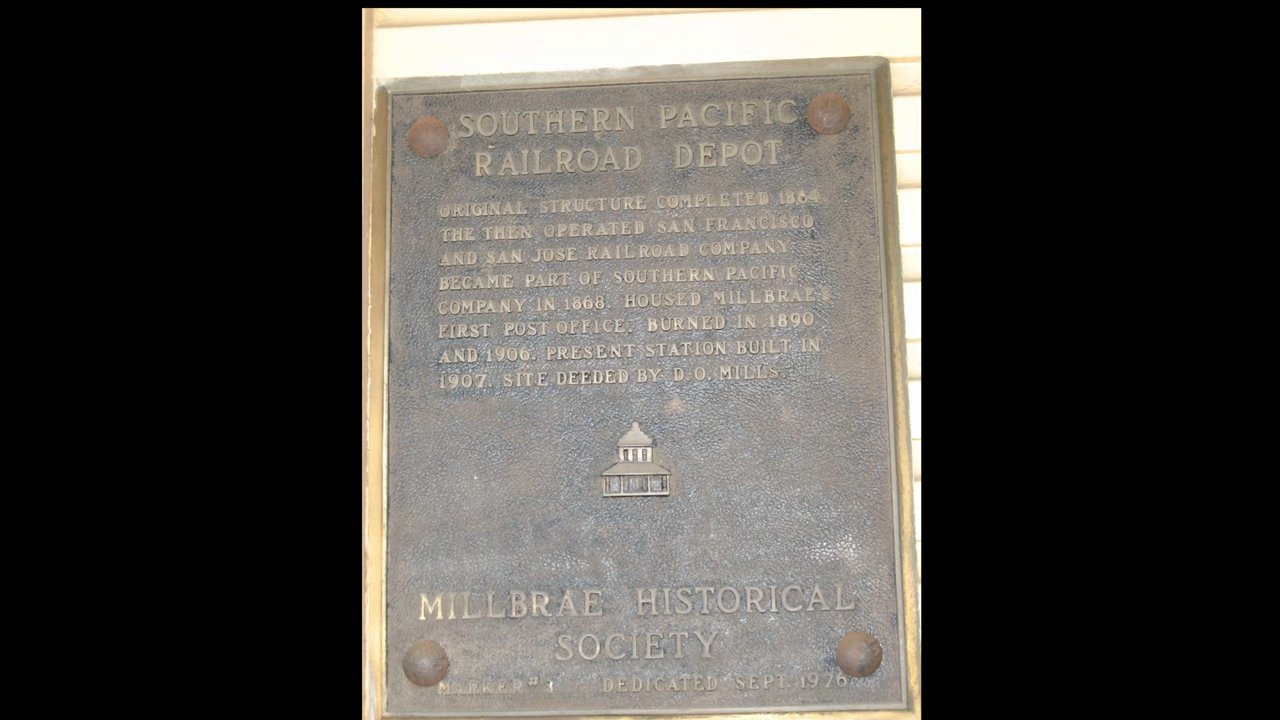 SOUTHERN PACIFIC
RAILROAD DEPOT
ORIGINAL STRUCTURE COMPLETED 1864.
THE THEN OPERATED SAN FRANCISCO
AND SAN JOSE RAILROAD COMPANY
BECAME PART OF SOUTHERN PACIFIC
COMPANY IN 1868. HOUSED MILLBRAE'S
FIRST POST OFFICE. BURNED IN 1890
AND 1906. PRESENT STATION BUILT IN
1907. SITE DEEDED BY D.O. MILLS.
MILLBRAE HISTORICAL
SOCIETY
MARKER # 1 DEDICATED SEPT. 1976